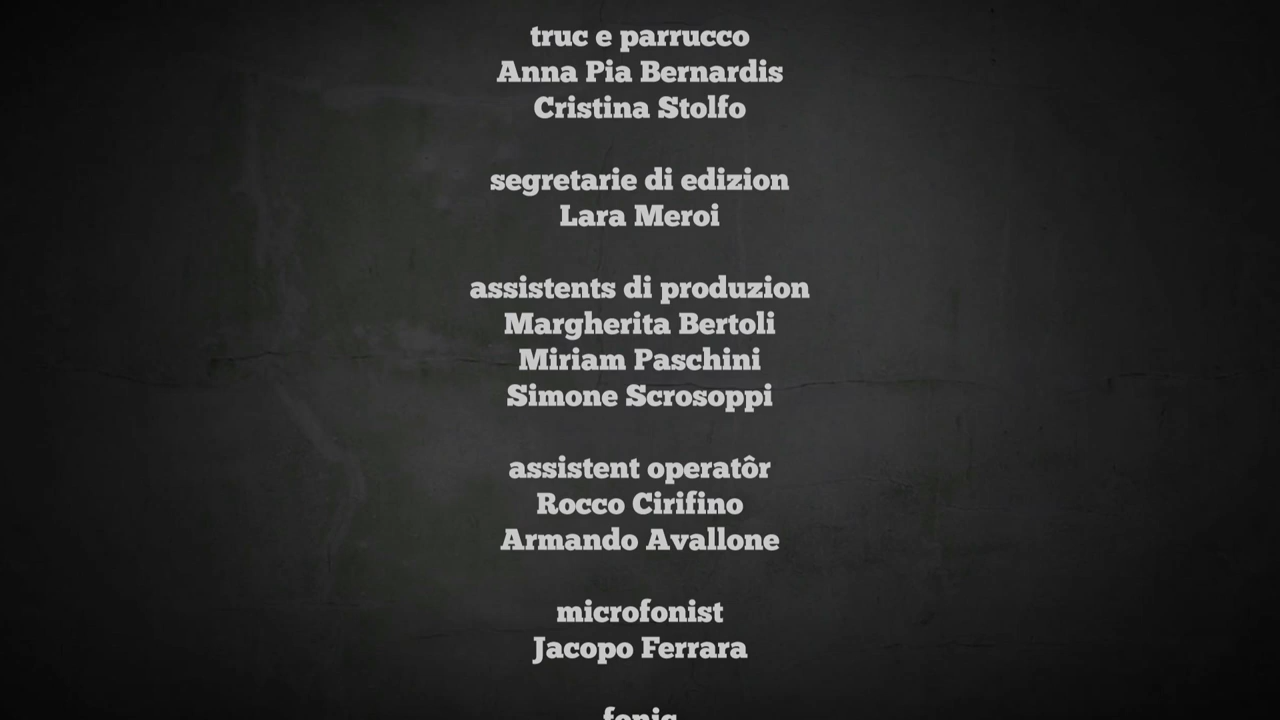 truc e parrucco
Anna Pia Bernardis
Cristina Stolfo
segretarie di edizion
Lara Meroi
assistents di produzion
Margherita Bertoli
Miriam Paschini
Simone Scrosoppi
assistent operatôr
Rocco Cirifino
Armando Avallone
microfonist
Jacopo Ferrara